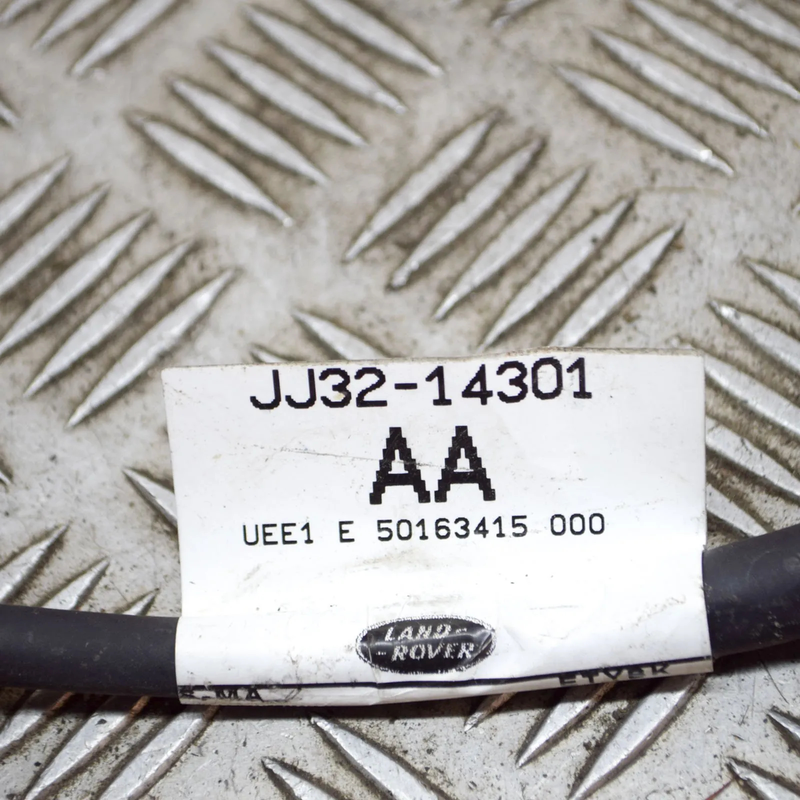 JJ32-14301
AA
UEE1 E 50163415 000
LAND-
-ROVER